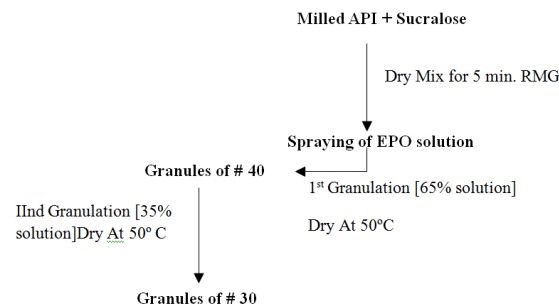 Milled API + Sucralose
Dry Mix for 5 min. RMG
Spraying of EPO solution
Granules of # 40
1st Granulation [65% solution]
Dry At 50ºC
IInd Granulation [35%
solution]Dry At 50º C
Granules of # 30